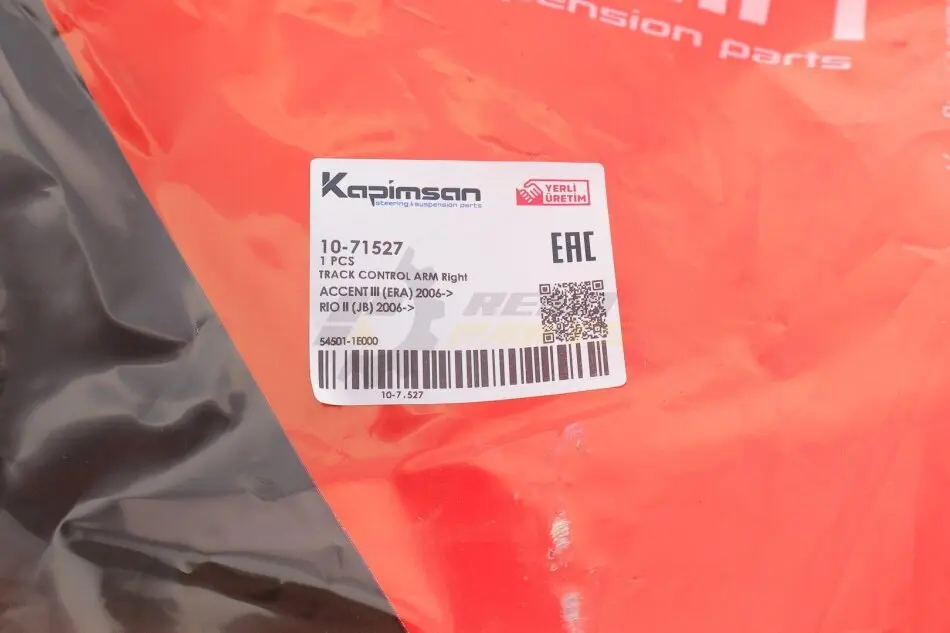 pension parts
Kapimsan
steering & suspension parts
YERLİ
ÜRETİM
10-71527
1 PCS
TRACK CONTROL ARM Right
ACCENT III (ERA) 2006->
RIO II (JB) 2006->
EAC
54501-1E000
10-7.527